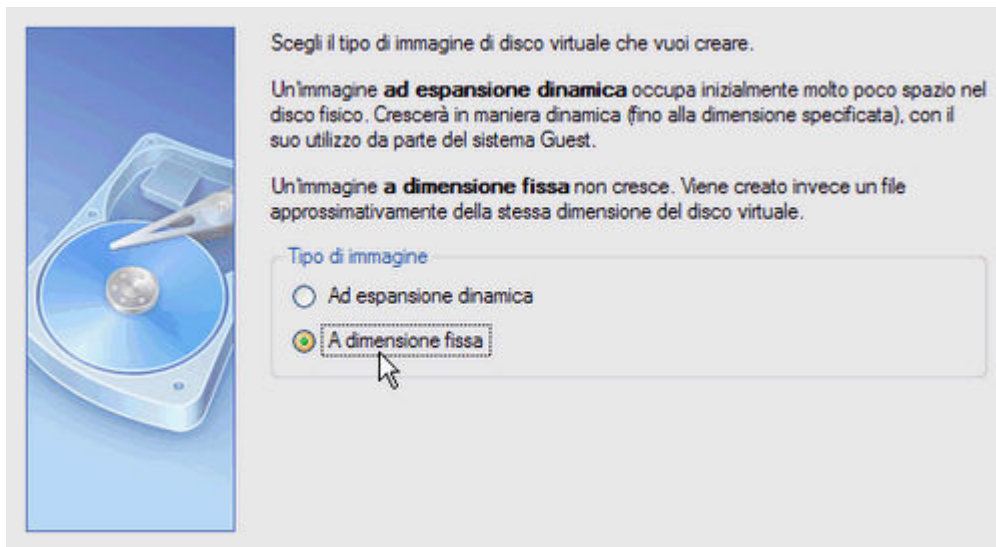 Scegli il tipo di immagine di disco virtuale che vuoi creare.
Un'immagine ad espansione dinamica occupa inizialmente molto poco spazio nel
disco fisico. Crescerà in maniera dinamica (fino alla dimensione specificata), con il
suo utilizzo da parte del sistema Guest.
Un'immagine a dimensione fissa non cresce. Viene creato invece un file
approssimativamente della stessa dimensione del disco virtuale.
Tipo di immagine
Ad espansione dinamica
A dimensione fissa